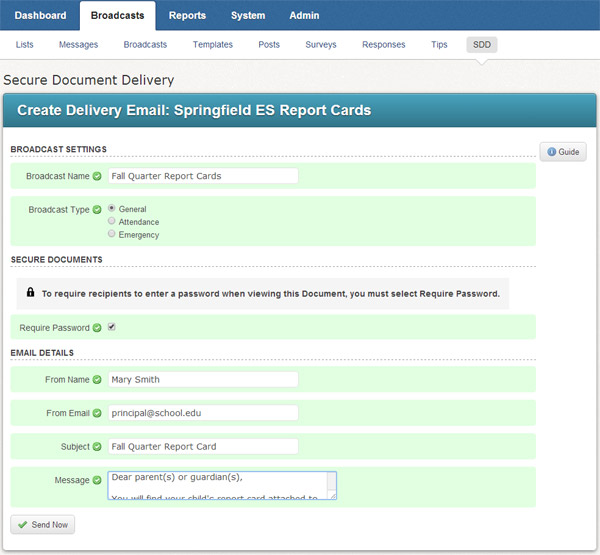 Dashboard Broadcasts Reports System Admin
Lists Messages Broadcasts Templates Posts Surveys Responses Tips SDD
Secure Document Delivery
Create Delivery Email: Springfield ES Report Cards
BROADCAST SETTINGS
Guide
Broadcast Name Fall Quarter Report Cards
Broadcast Type General
Attendance
Emergency
SECURE DOCUMENTS
To require recipients to enter a password when viewing this Document, you must select Require Password.
Require Password
EMAIL DETAILS
From Name Mary Smith
From Email principal@school.edu
Subject Fall Quarter Report Card
Message Dear parent(s) or guardian(s),
You will find your child's report card attached to
Send Now